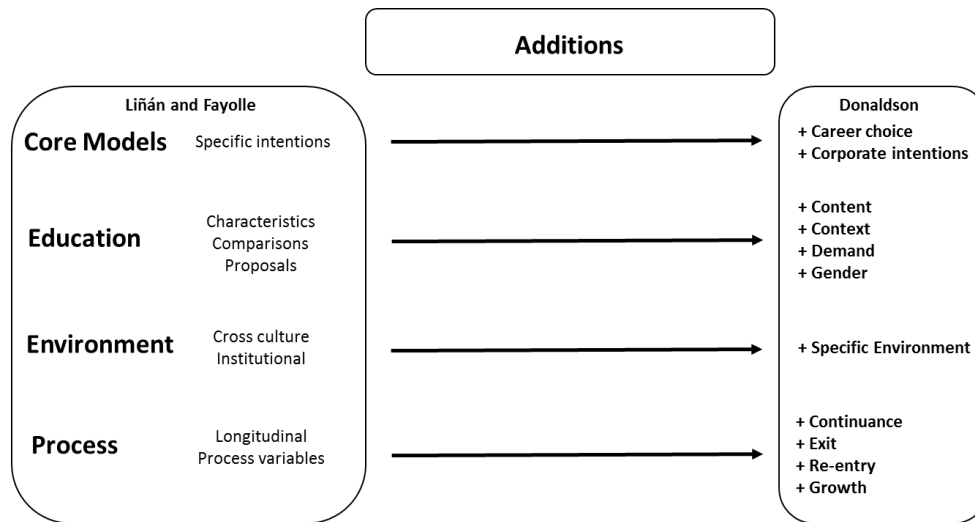 Additions
Liñán and Fayolle
Donaldson
Core Models
Specific intentions
+ Career choice
+ Corporate intentions
Education
Characteristics
Comparisons
Proposals
+ Content
+ Context
+ Demand
+ Gender
Environment
Cross culture
Institutional
+ Specific Environment
Process
Longitudinal
Process variables
+ Continuance
+ Exit
+ Re-entry
+ Growth